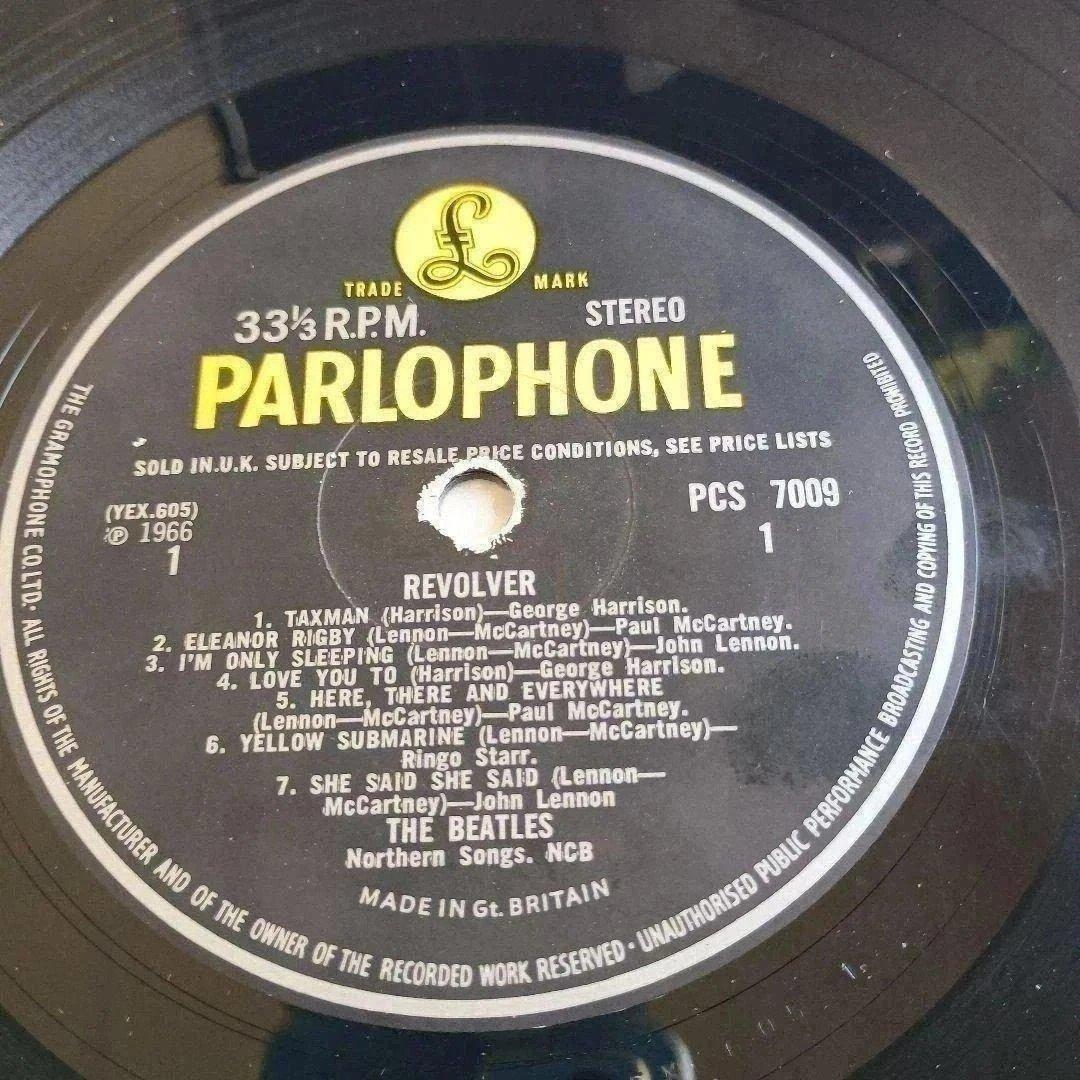 £
TRADE MARK
33⅓ R.P.M. STEREO
PARLOPHONE
SOLD IN.U.K. SUBJECT TO RESALE PRICE CONDITIONS, SEE PRICE LISTS
(YEX.605) PCS 7009
℗ 1966
1 1
REVOLVER
1. TAXMAN (Harrison)—George Harrison.
2. ELEANOR RIGBY (Lennon—McCartney)—Paul McCartney.
3. I'M ONLY SLEEPING (Lennon—McCartney)—John Lennon.
4. LOVE YOU TO (Harrison)—George Harrison.
5. HERE, THERE AND EVERYWHERE
(Lennon—McCartney)—Paul McCartney.
6. YELLOW SUBMARINE (Lennon—McCartney)—
Ringo Starr.
7. SHE SAID SHE SAID (Lennon—
McCartney)—John Lennon
THE BEATLES
Northern Songs. NCB
MADE IN Gt. BRITAIN
THE GRAMOPHONE CO. LTD. ALL RIGHTS OF THE MANUFACTURER AND OF THE OWNER OF THE RECORDED WORK RESERVED · UNAUTHORISED PUBLIC PERFORMANCE BROADCASTING AND COPYING OF THIS RECORD PROHIBITED